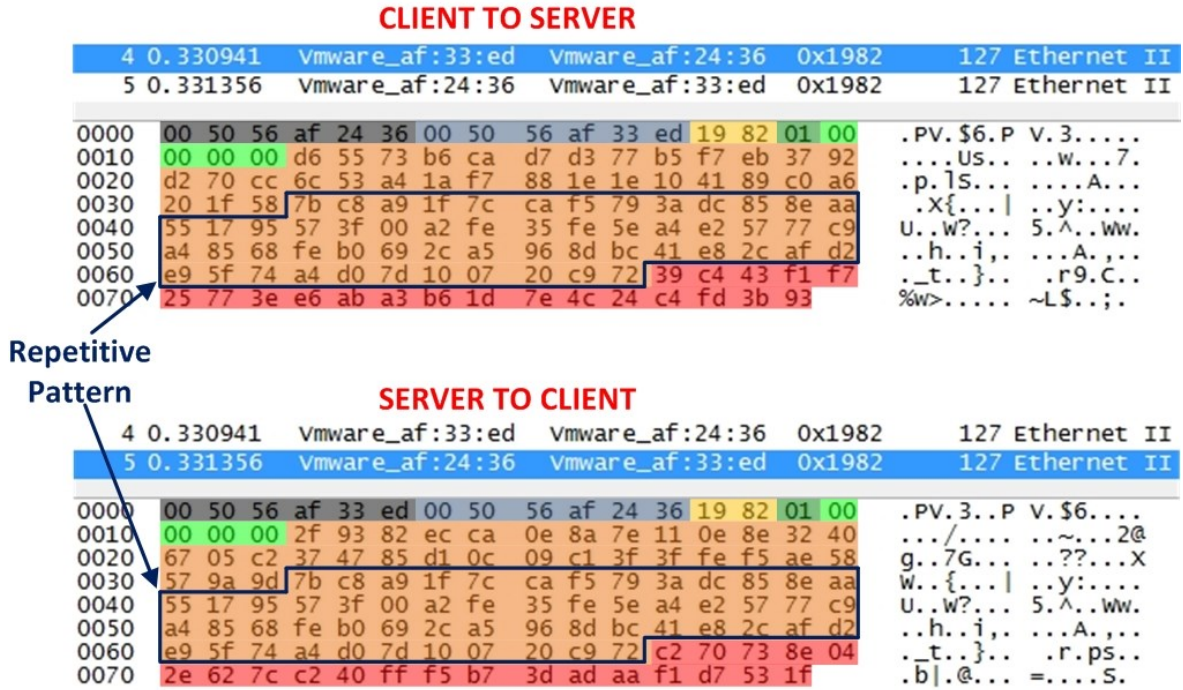 CLIENT TO SERVER
4 0.330941 Vmware_af:33:ed Vmware_af:24:36 0x1982 127 Ethernet II
5 0.331356 Vmware_af:24:36 Vmware_af:33:ed 0x1982 127 Ethernet II
0000 00 50 56 af 24 36 00 50 56 af 33 ed 19 82 01 00 .PV.$6.P V.3.....
0010 00 00 00 d6 55 73 b6 ca d7 d3 77 b5 f7 eb 37 92 ....Us.. ..w...7.
0020 d2 70 cc 6c 53 a4 1a f7 88 1e 1e 10 41 89 c0 a6 .p.lS... ....A...
0030 20 1f 58 7b c8 a9 1f 7c ca f5 79 3a dc 85 8e aa .X{...| ..y:....
0040 55 17 95 57 3f 00 a2 fe 35 fe 5e a4 e2 57 77 c9 U..W?... 5.^..Ww.
0050 a4 85 68 fe b0 69 2c a5 96 8d bc 41 e8 2c af d2 ..h..i,. ...A.,..
0060 e9 5f 74 a4 d0 7d 10 07 20 c9 72 39 c4 43 f1 f7 ._t..}.. .r9.C..
0070 25 77 3e e6 ab a3 b6 1d 7e 4c 24 c4 fd 3b 93 %w>..... ~L$..;.
Repetitive
Pattern
SERVER TO CLIENT
4 0.330941 Vmware_af:33:ed Vmware_af:24:36 0x1982 127 Ethernet II
5 0.331356 Vmware_af:24:36 Vmware_af:33:ed 0x1982 127 Ethernet II
0000 00 50 56 af 33 ed 00 50 56 af 24 36 19 82 01 00 .PV.3..P V.$6....
0010 00 00 00 2f 93 82 ec ca 0e 8a 7e 11 0e 8e 32 40 .../.... ..~...2@
0020 67 05 c2 37 47 85 d1 0c 09 c1 3f 3f fe f5 ae 58 g..7G... ..??...X
0030 57 9a 9d 7b c8 a9 1f 7c ca f5 79 3a dc 85 8e aa W..{...| ..y:....
0040 55 17 95 57 3f 00 a2 fe 35 fe 5e a4 e2 57 77 c9 U..W?... 5.^..Ww.
0050 a4 85 68 fe b0 69 2c a5 96 8d bc 41 e8 2c af d2 ..h..i,. ...A.,..
0060 e9 5f 74 a4 d0 7d 10 07 20 c9 72 c2 70 73 8e 04 ._t..}.. .r.ps..
0070 2e 62 7c c2 40 ff f5 b7 3d ad aa f1 d7 53 1f .b|.@... =....S.